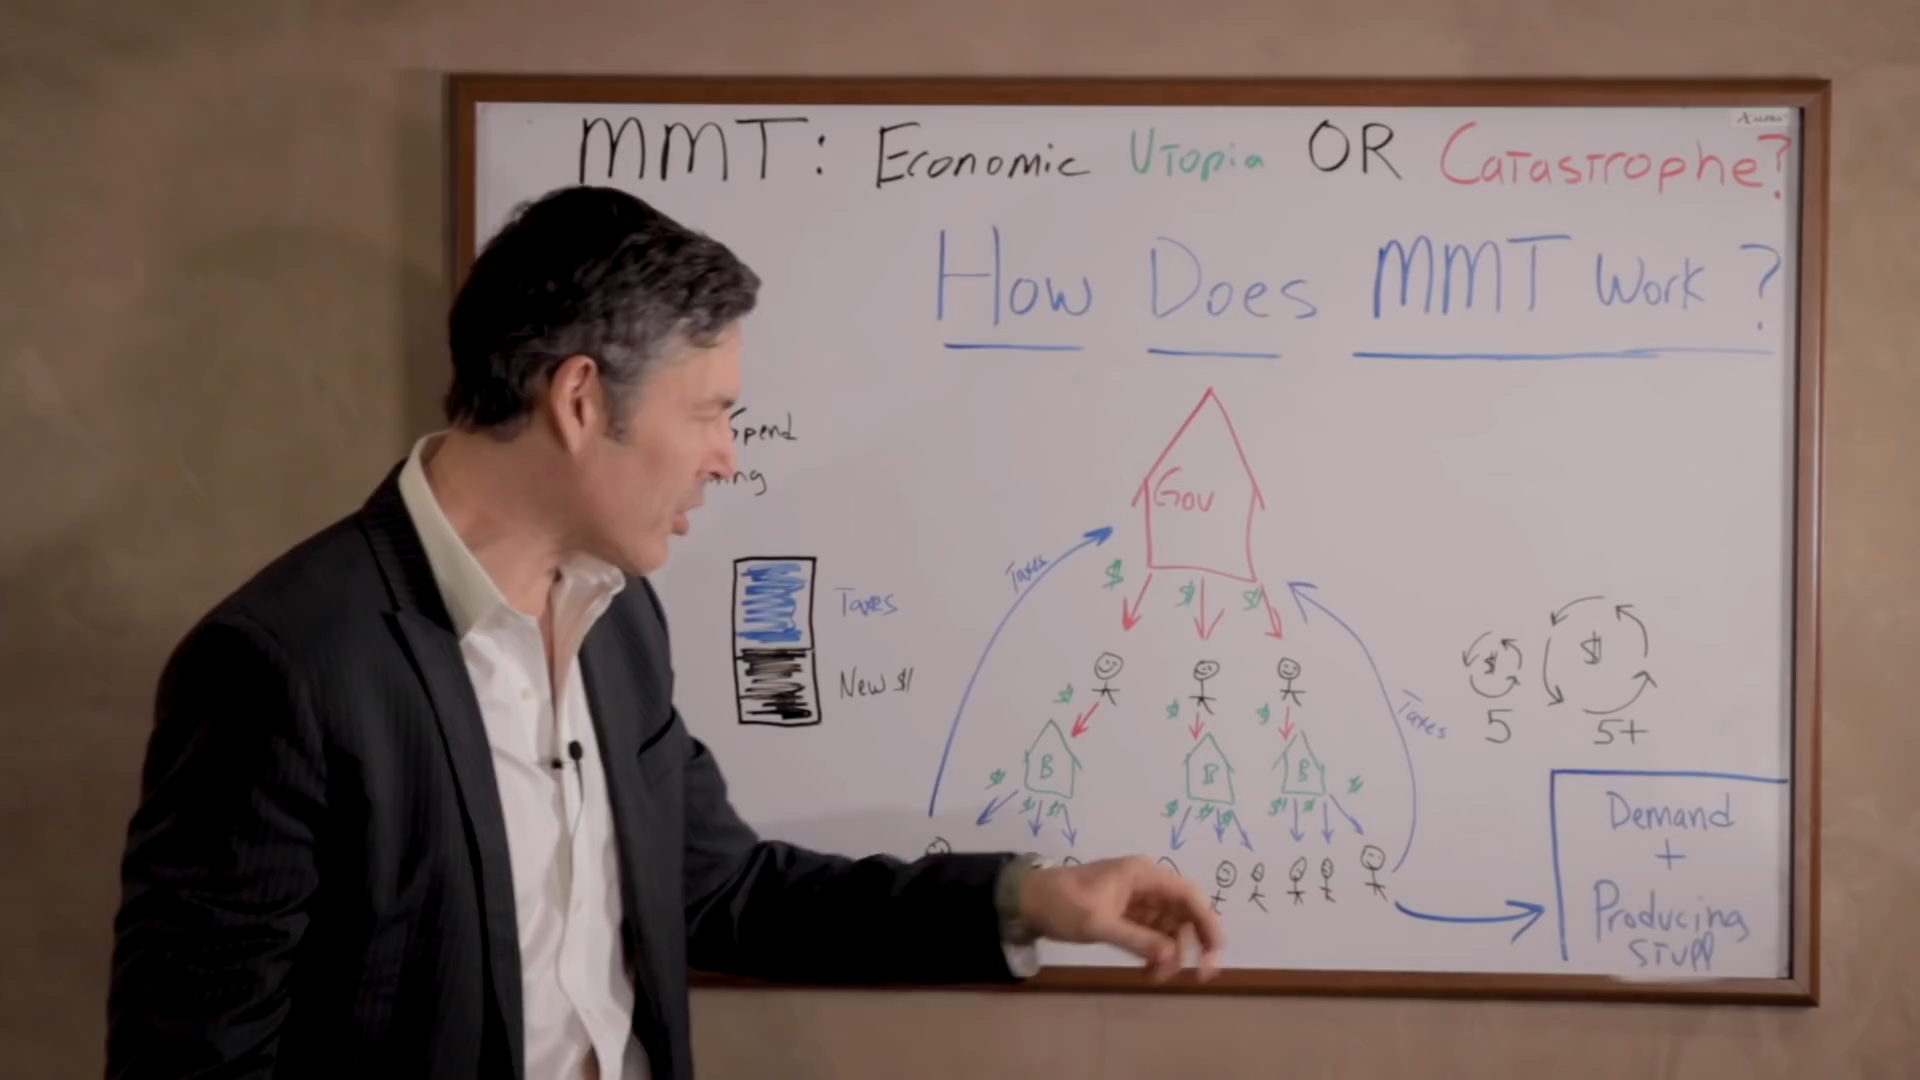 MMT: Economic Utopia OR Catastrophe?
How Does MMT Work?
Spend
Gov
Taxes
$ $ $
Taxes
New $
$ $ $
Taxes
$ $
5 5+
B B B
$ $ $ $
$ $ $ $ $ $
Demand
+
Producing
Stuff